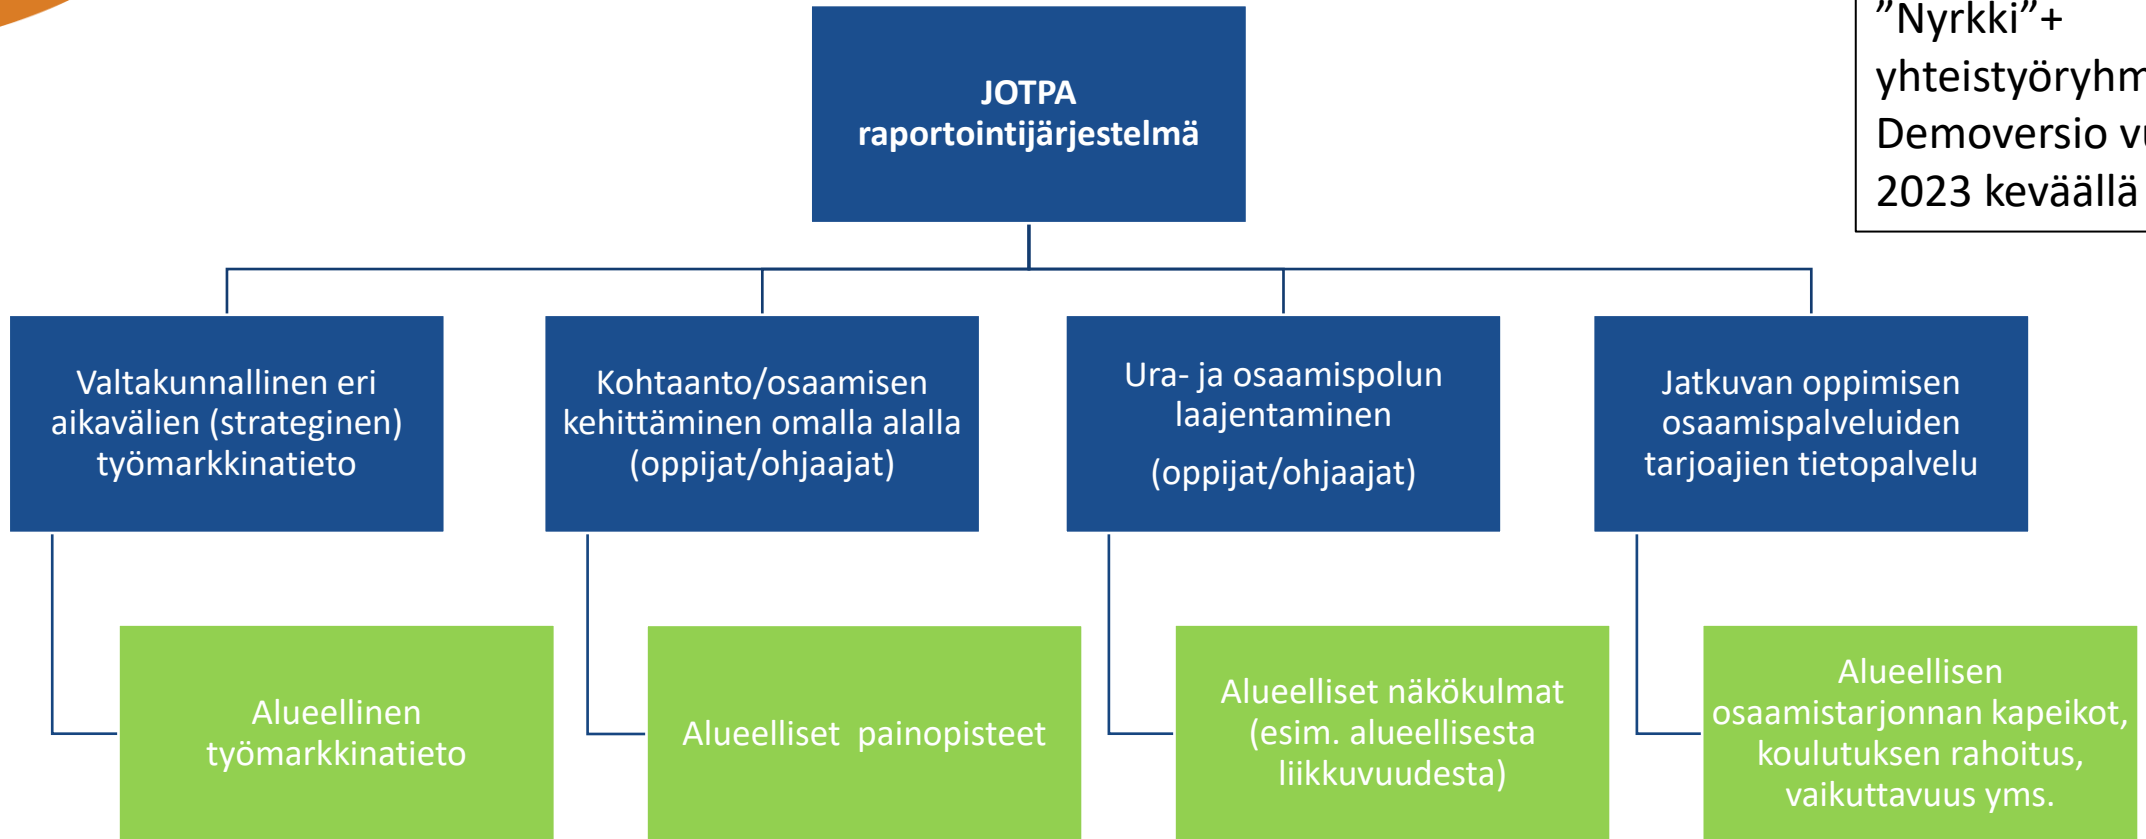 ”Nyrkki”+
2023 keväällä
Demoversio
JOTPA
raportointijärjestelmä
Valtakunnallinen eri
aikavälien (strateginen)
työmarkkinatieto
Kohtaanto/osaamisen
kehittäminen omalla alalla
(oppijat/ohjaajat)
Ura- ja osaamispolun
laajentaminen
(oppijat/ohjaajat)
Jatkuvan oppimisen
osaamispalveluiden
tarjoajien tietopalvelu
Alueellinen
työmarkkinatieto
Alueelliset painopisteet
Alueelliset näkökulmat
(esim. alueellisesta
liikkuvuudesta)
Alueellisen
osaamistarjonnan kapeikot,
koulutuksen rahoitus,
vaikuttavuus yms.